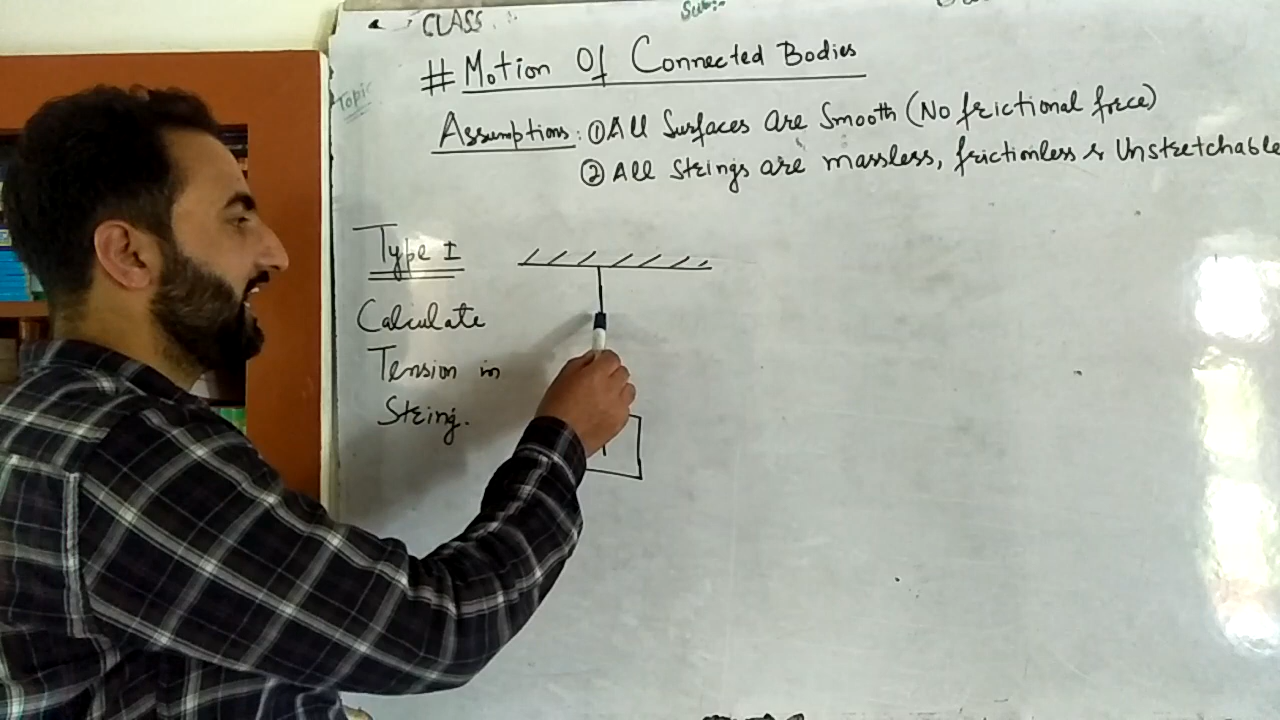 CLASS :
Sub:-
# Motion Of Connected Bodies
Topic
Assumptions: ① All Surfaces are Smooth (No frictional force)
② All Strings are massless, frictionless & Unstretchable
Type I
Calculate
Tension in
String.